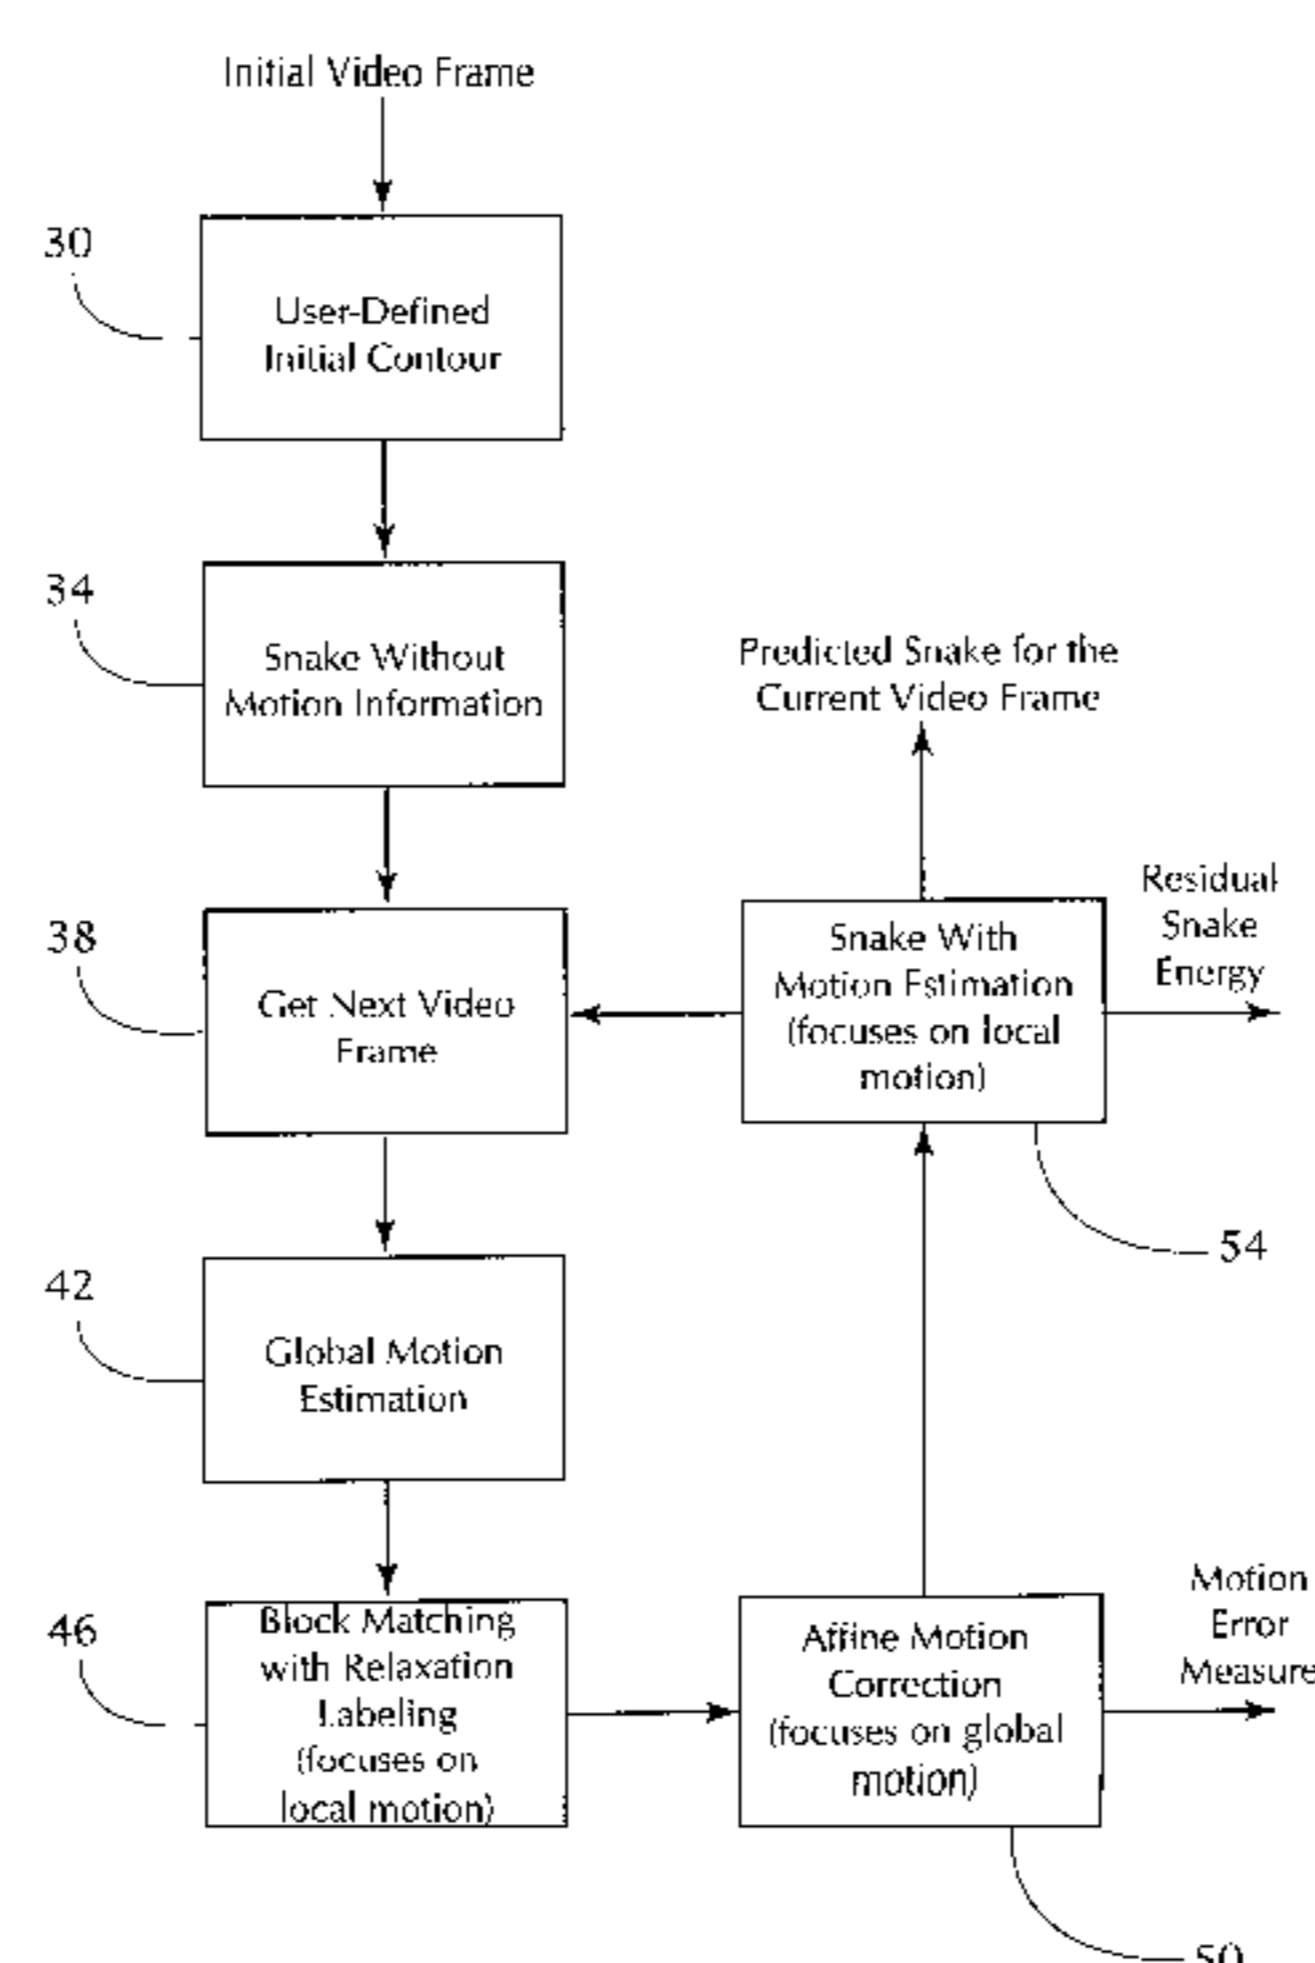 Initial Video Frame
30
User-Defined
Initial Contour
34
Snake Without
Motion Information
Predicted Snake for the
Current Video Frame
38
Get Next Video
Frame
Snake With
Motion Estimation
(focuses on local
motion)
Residual
Snake
Energy
54
42
Global Motion
Estimation
46
Block Matching
with Relaxation
Labeling
(focuses on
local motion)
Affine Motion
Correction
(focuses on global
motion)
Motion
Error
Measure
50